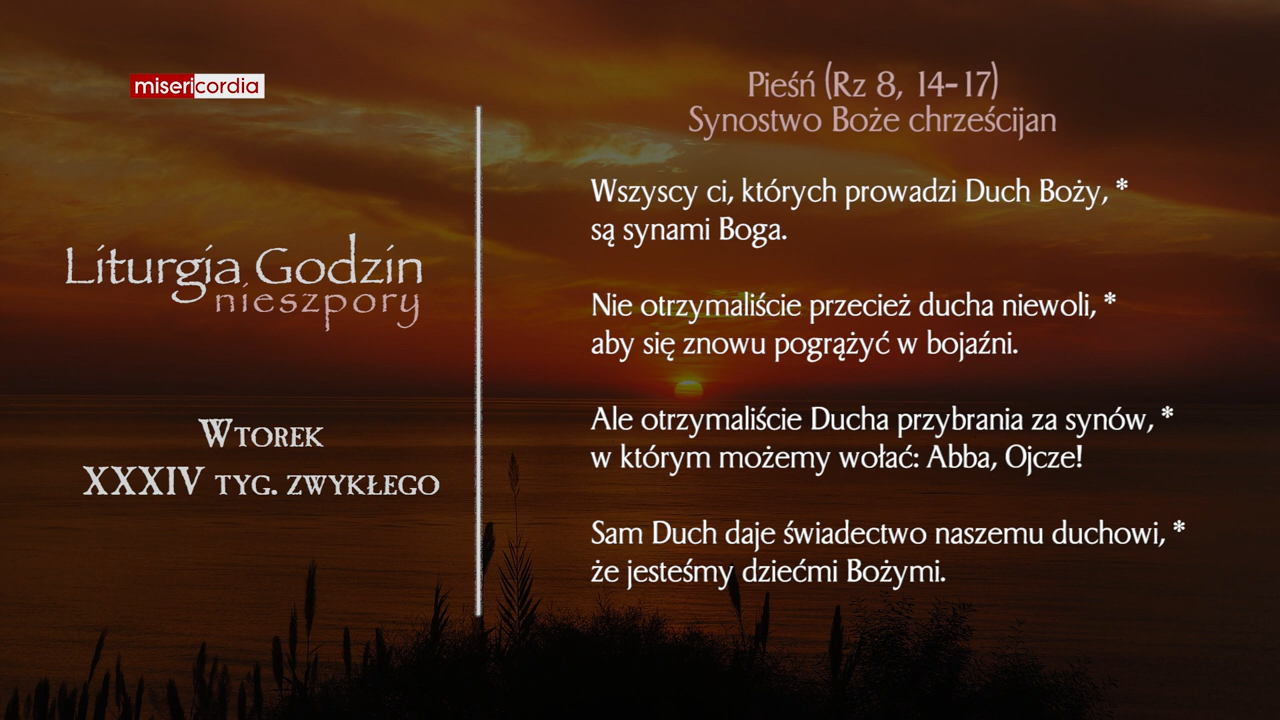 misericordia
Liturgia Godzin
nieszpory
Wtorek
XXXIV tyg. zwykłego
Pieśń (Rz 8, 14-17)
Synostwo Boże chrześcijan
Wszyscy ci, których prowadzi Duch Boży, *
są synami Boga.
Nie otrzymaliście przecież ducha niewoli, *
aby się znowu pogrążyć w bojaźni.
Ale otrzymaliście Ducha przybrania za synów, *
w którym możemy wołać: Abba, Ojcze!
Sam Duch daje świadectwo naszemu duchowi, *
że jesteśmy dziećmi Bożymi.